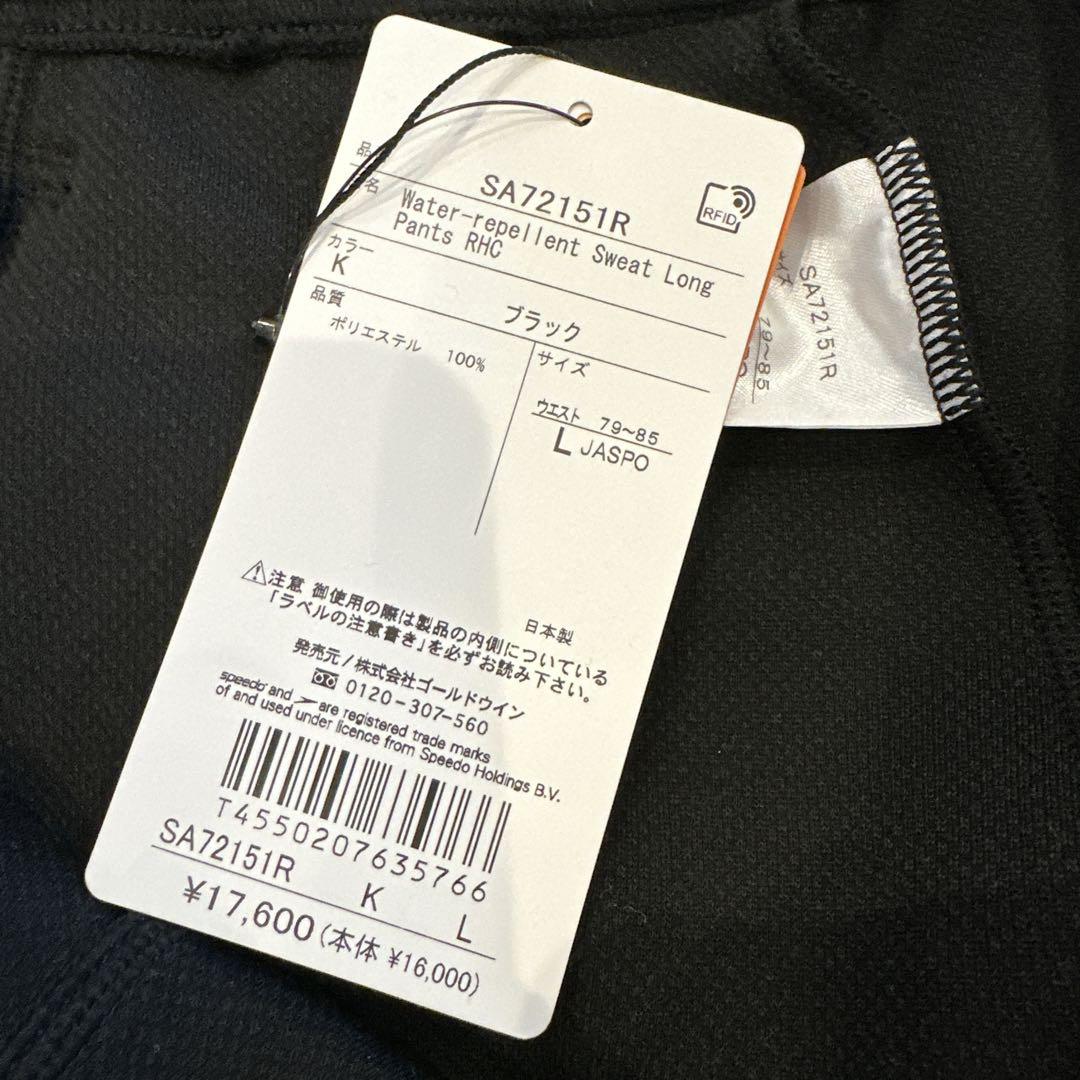 品
SA72151R
名
Water-repellent Sweat Long
Pants RHC
RFID
カラー
K
ブラック
品質
ポリエステル 100%
サイズ
ウエスト 79~85
L JASPO
⚠注意 御使用の際は製品の内側についている
「ラベルの注意書き」を必ずお読み下さい。
日本製
発売元/株式会社ゴールドウイン
0120-307-560
speedo and are registered trade marks
of and used under licence from Speedo Holdings B.V.
T4550207635766
SA72151R K L
¥17,600(本体 ¥16,000)
SA72151R
イズ
79~85